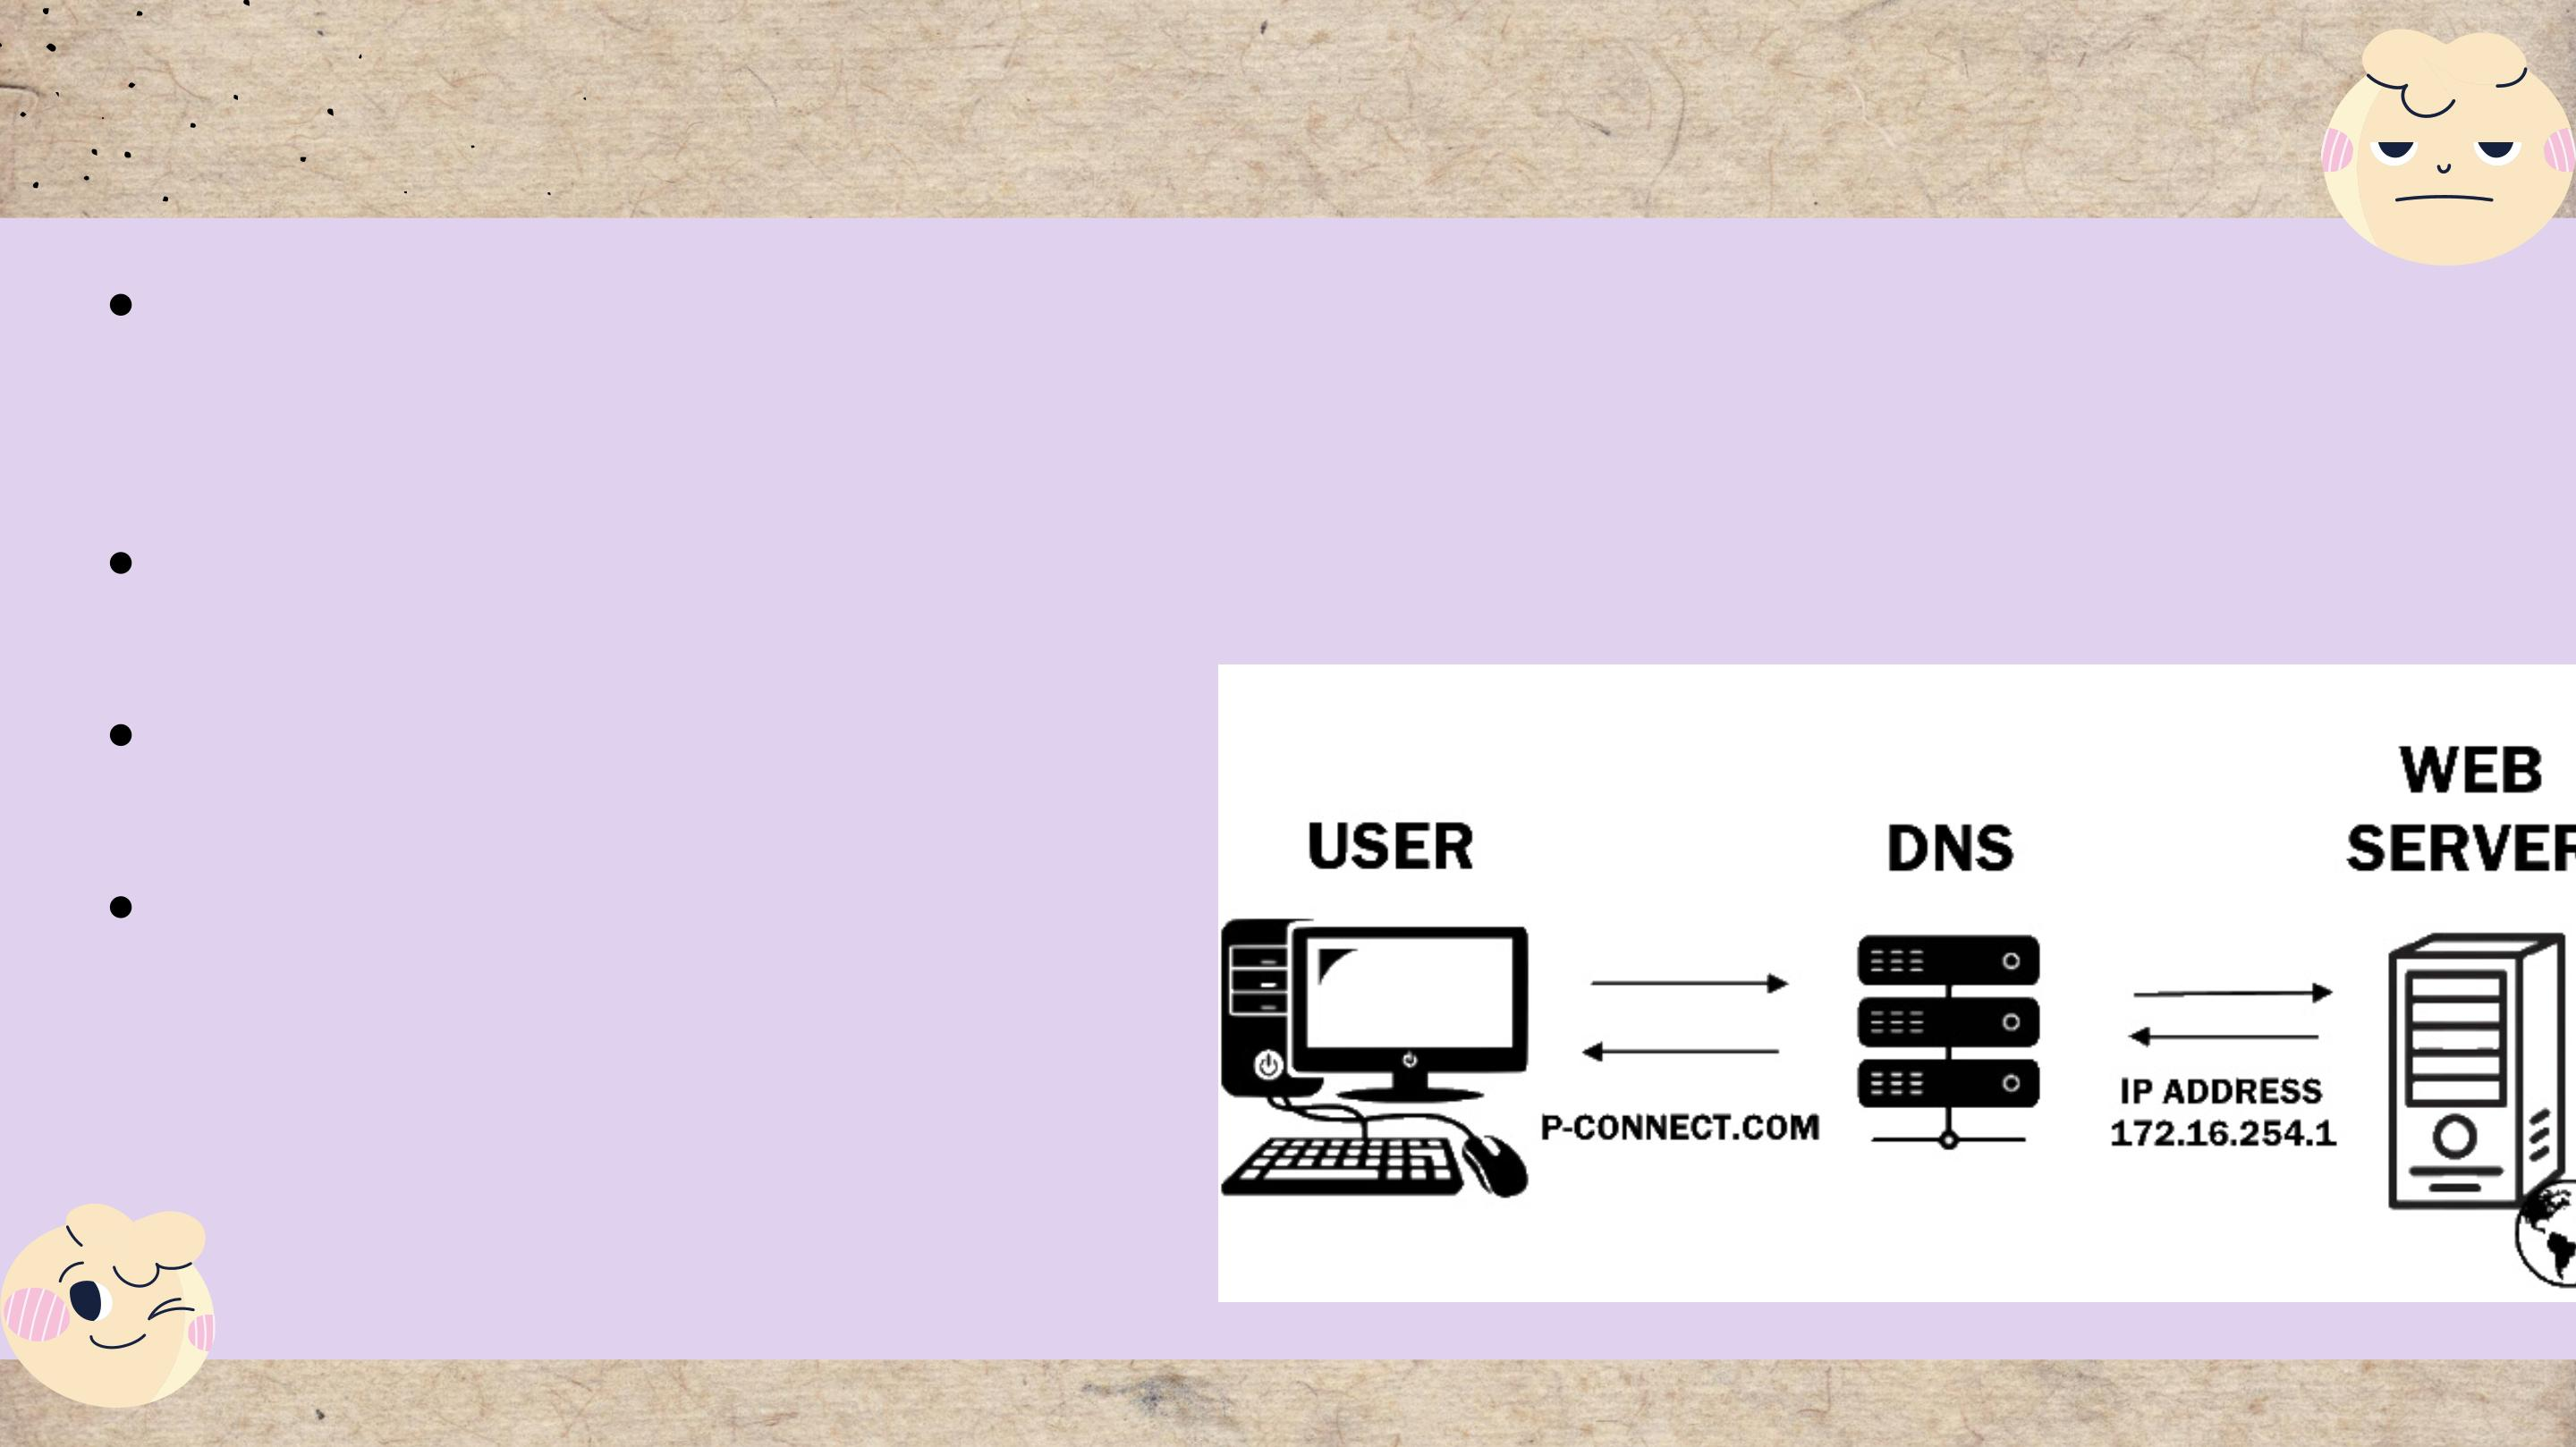 WEB
SERVER
USER
DNS
P-CONNECT.COM
IP ADDRESS
172.16.254.1